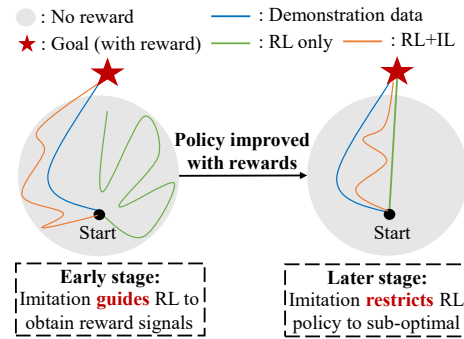 : No reward
: Demonstration data
: Goal (with reward)
: RL only
: RL+IL
Policy improved
with rewards
Start
Start
Early stage:
Imitation guides RL to
obtain reward signals
Later stage:
Imitation restricts RL
policy to sub-optimal